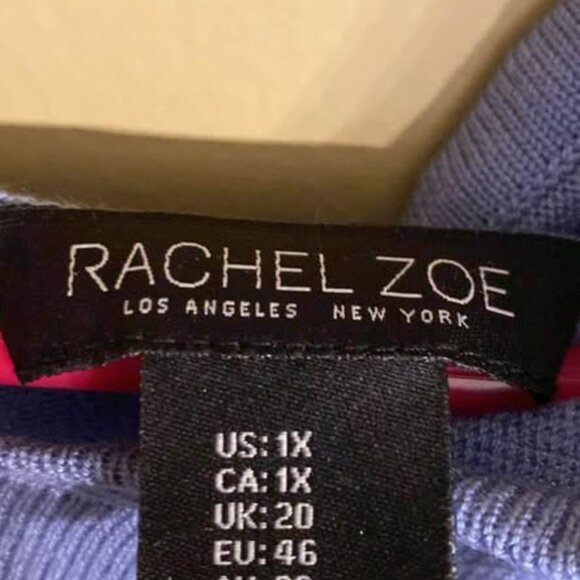 RACHEL ZOE
LOS ANGELES NEW YORK
US: 1X
CA: 1X
UK: 20
EU: 46